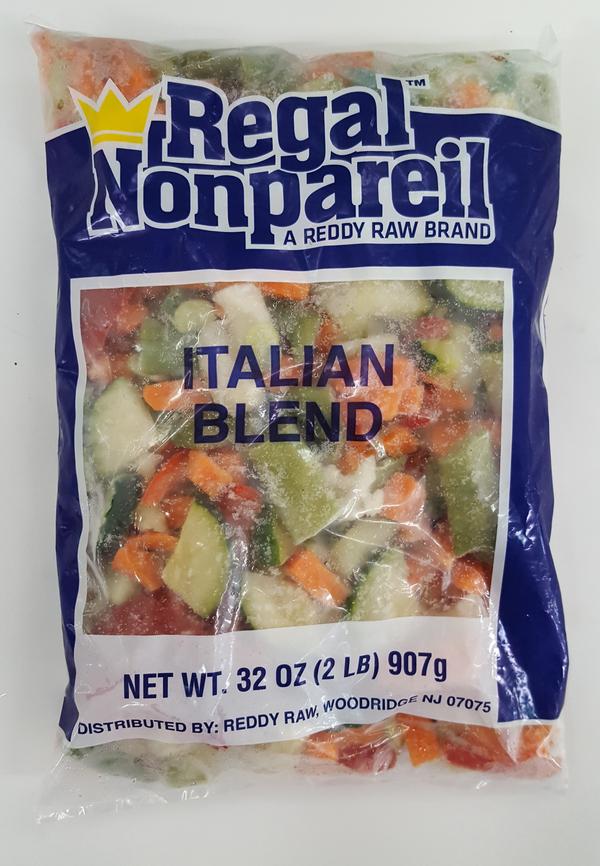 Regal™
Nonpareil
A REDDY RAW BRAND
ITALIAN
BLEND
NET WT. 32 OZ (2 LB) 907g
DISTRIBUTED BY: REDDY RAW, WOODRIDGE NJ 07075